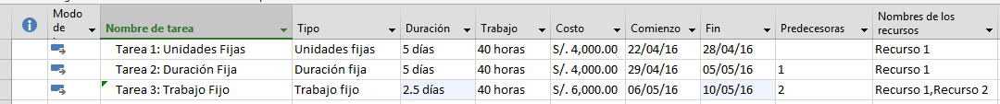 Modo de Nombre de tarea Tipo Duración Trabajo Costo Comienzo Fin Predecesoras Nombres de los recursos
Tarea 1: Unidades Fijas Unidades fijas 5 días 40 horas S/. 4,000.00 22/04/16 28/04/16 Recurso 1
Tarea 2: Duración Fija Duración fija 5 días 40 horas S/. 4,000.00 29/04/16 05/05/16 1 Recurso 1
Tarea 3: Trabajo Fijo Trabajo fijo 2.5 días 40 horas S/. 6,000.00 06/05/16 10/05/16 2 Recurso 1,Recurso 2